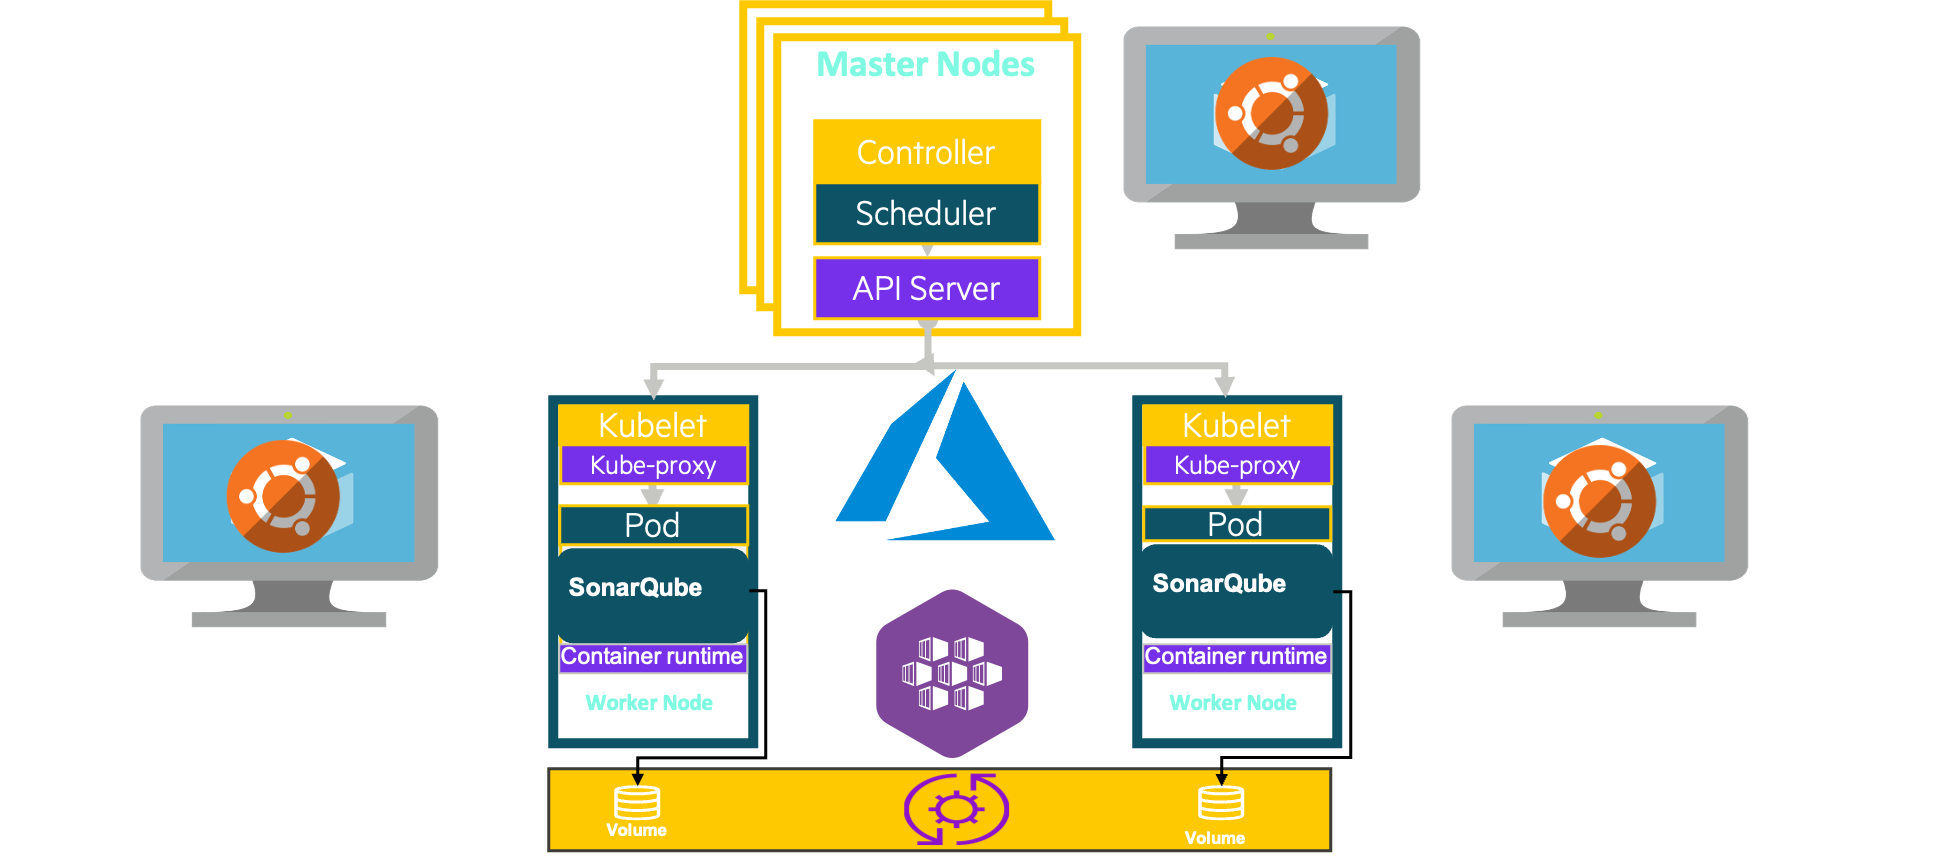 Master Nodes
Controller
Scheduler
API Server
Kubelet
Kube-proxy
Pod
SonarQube
Container runtime
Worker Node
Kubelet
Kube-proxy
Pod
SonarQube
Container runtime
Worker Node
Volume
Volume